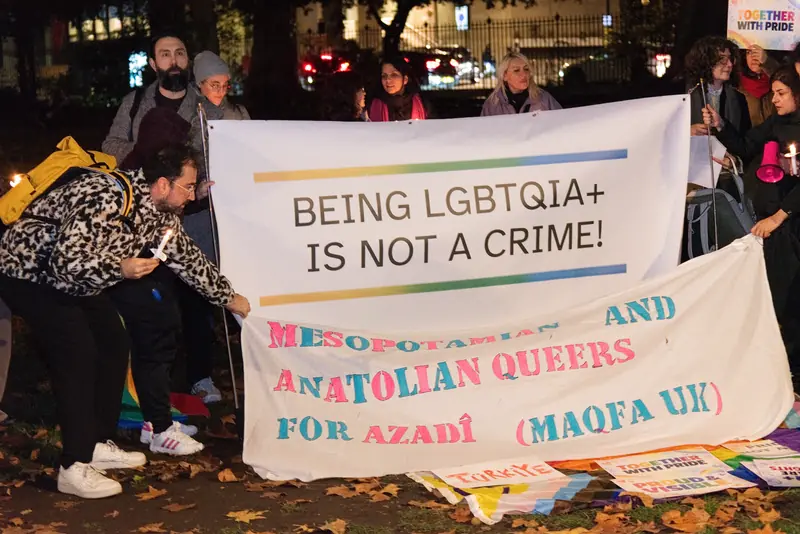 TOGETHER
WITH PRIDE
BEING LGBTQIA+
IS NOT A CRIME!
MESOPOTAMIAN AND
ANATOLIAN QUEERS
FOR AZADÎ (MAQFA UK)
TÜRKİYE
TOGETHER WITH PRIDE